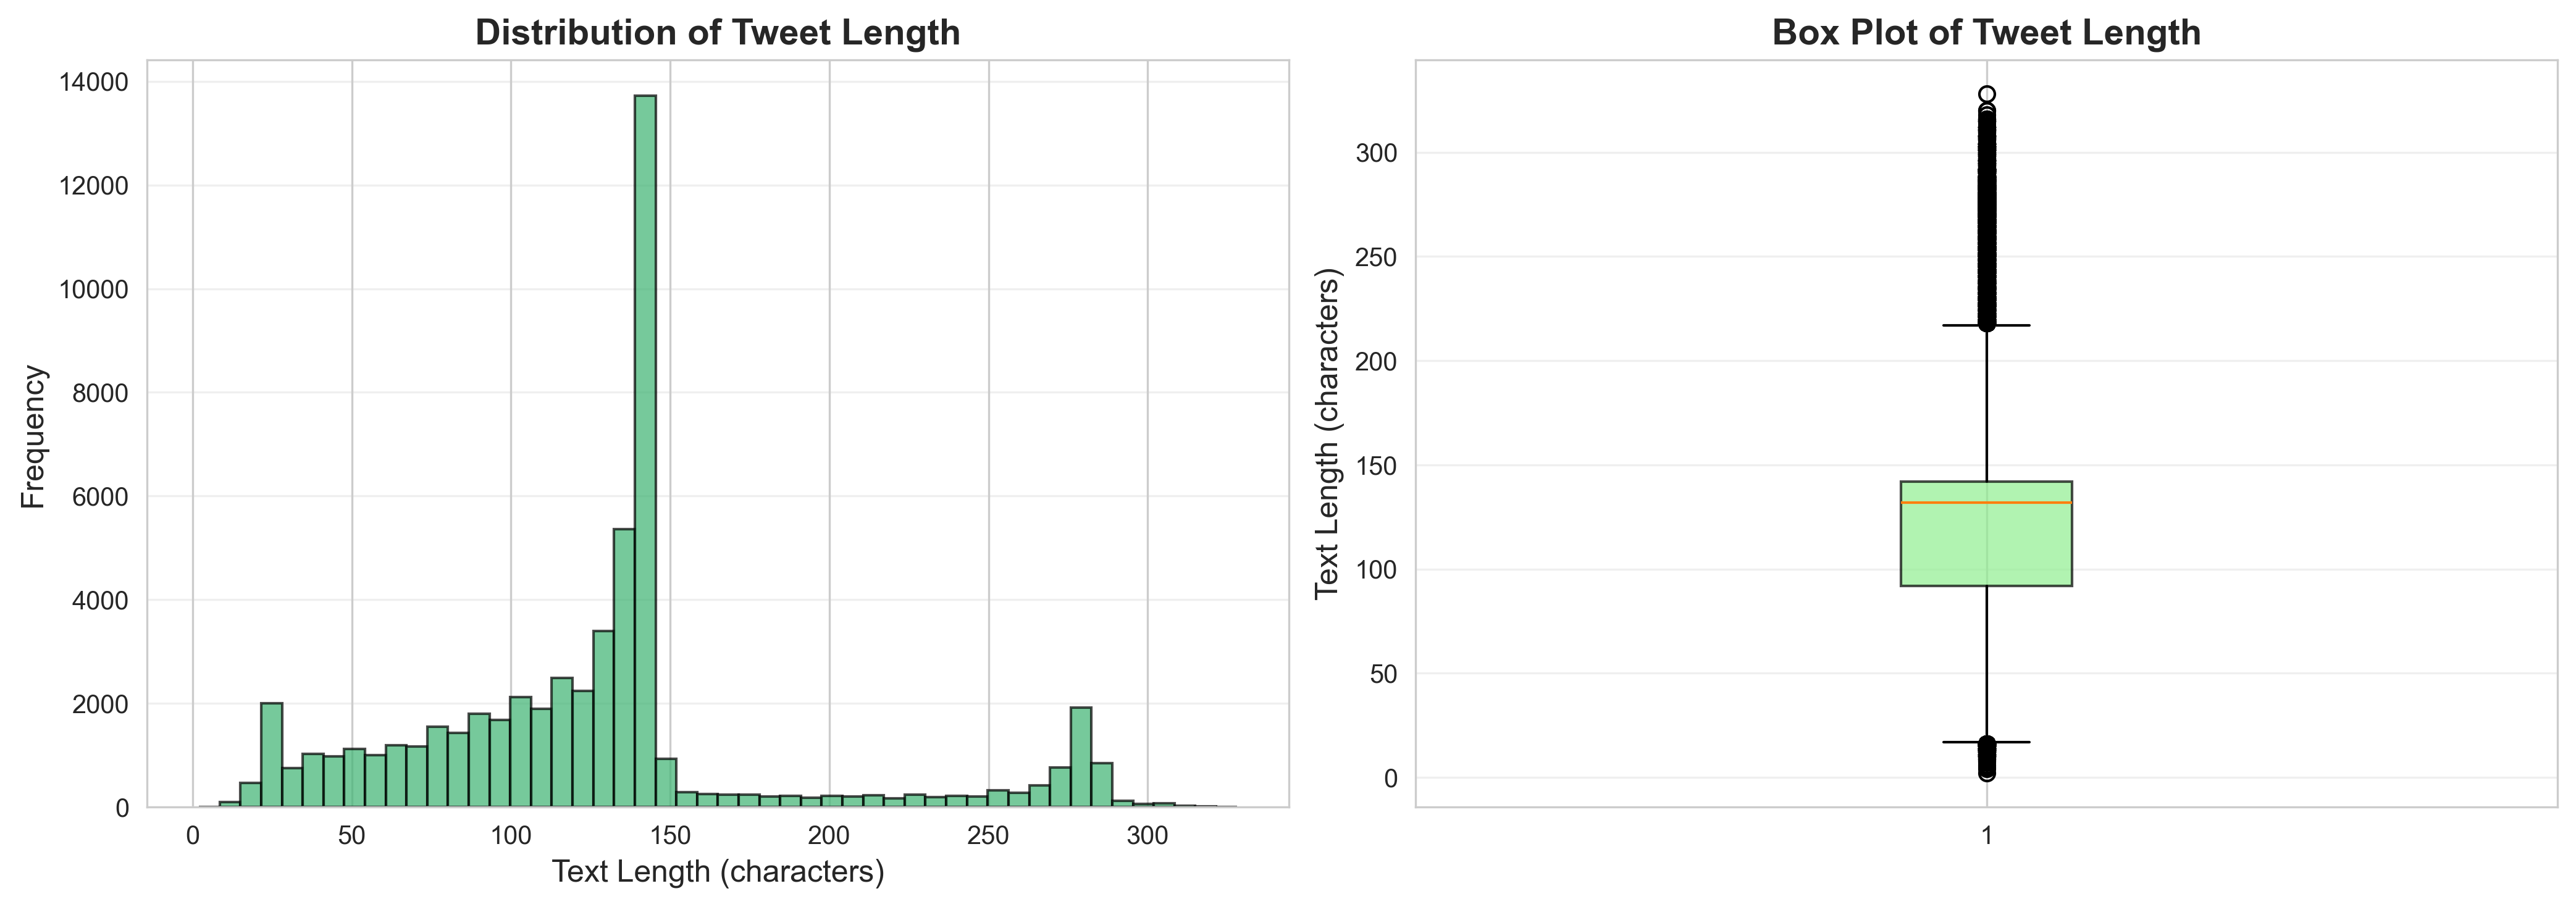 Distribution of Tweet Length
14000
12000
10000
8000
6000
4000
2000
0
Frequency
0 50 100 150 200 250 300
Text Length (characters)
Box Plot of Tweet Length
300
250
200
150
100
50
0
Text Length (characters)
1